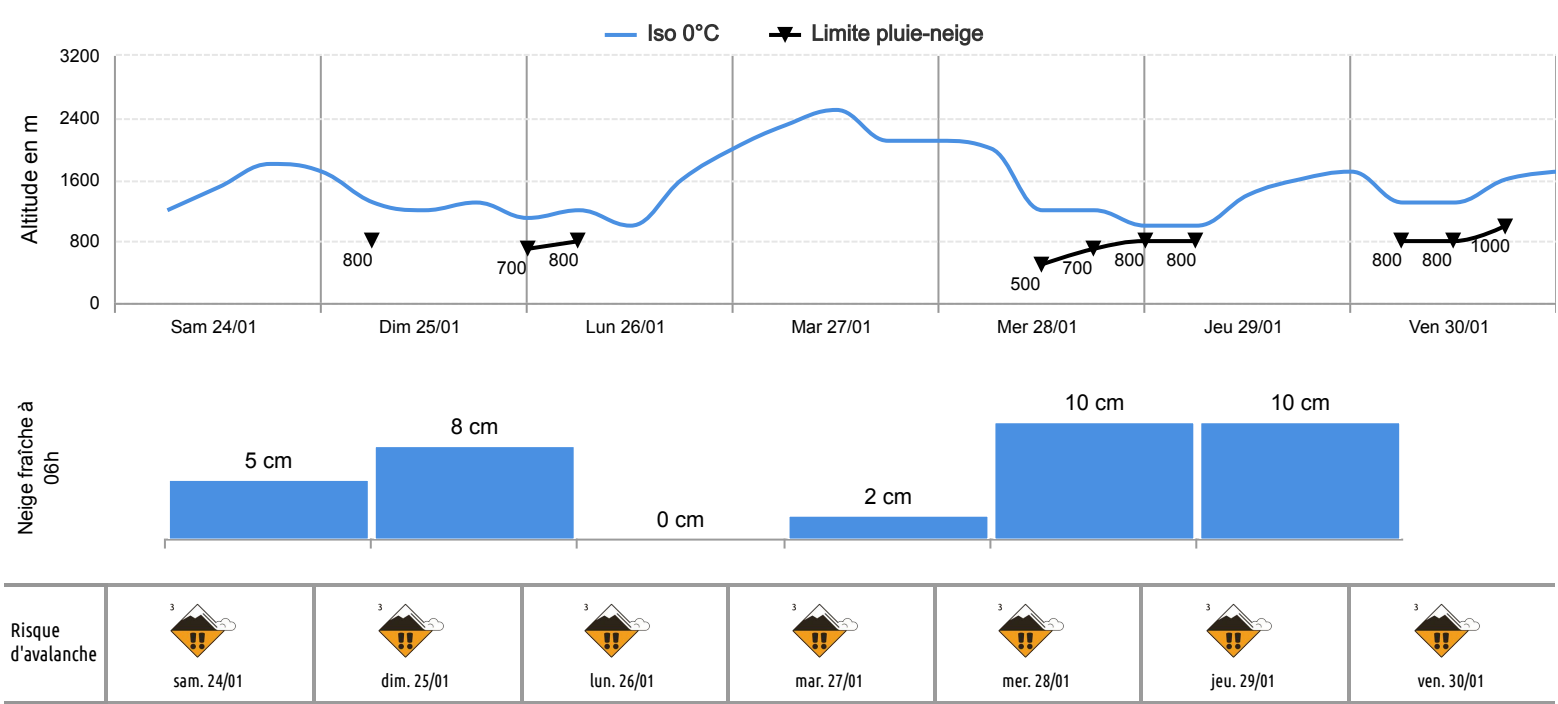 Iso 0°C Limite pluie-neige
Altitude en m
3200
2400
1600
800
0
800
700
800
500
700
800
800
800
800
1000
Sam 24/01 Dim 25/01 Lun 26/01 Mar 27/01 Mer 28/01 Jeu 29/01 Ven 30/01
Neige fraîche à
06h
5 cm 8 cm 0 cm 2 cm 10 cm 10 cm
Risque
d'avalanche
3 3 3 3 3 3 3
sam. 24/01 dim. 25/01 lun. 26/01 mar. 27/01 mer. 28/01 jeu. 29/01 ven. 30/01